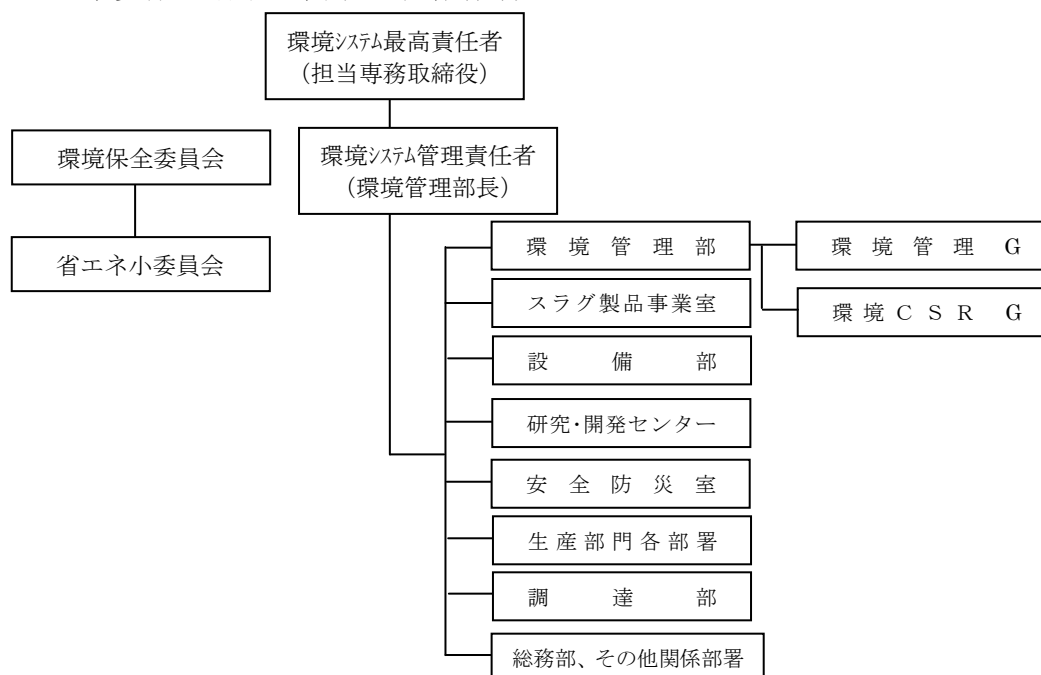 環境ｼｽﾃﾑ最高責任者
（担当専務取締役）
環境保全委員会
環境ｼｽﾃﾑ管理責任者
（環境管理部長）
省エネ小委員会
環境管理部
環境管理G
スラグ製品事業室
環境ＣＳＲ G
設備部
研究・開発センター
安全防災室
生産部門各部署
調達部
総務部、その他関係部署